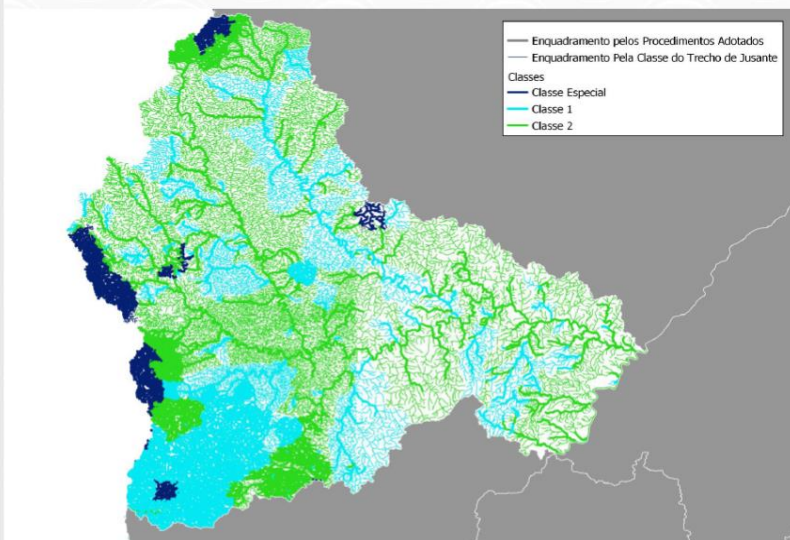 Enquadramento pelos Procedimentos Adotados
Enquadramento Pela Classe do Trecho de Jusante
Classes
Classe Especial
Classe 1
Classe 2